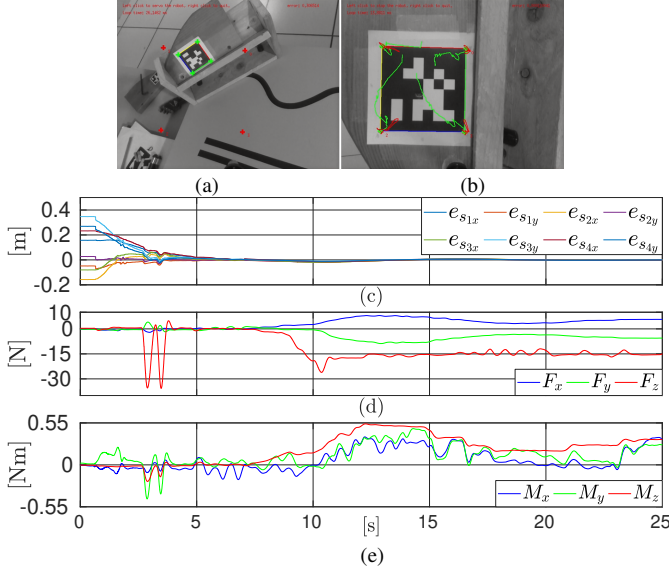 (a)
(b)
0.4
0.2
0
-0.2
[m]
e_{s_{1x}} e_{s_{1y}} e_{s_{2x}} e_{s_{2y}}
e_{s_{3x}} e_{s_{3y}} e_{s_{4x}} e_{s_{4y}}
(c)
10
0
-15
-30
[N]
F_x F_y F_z
(d)
0.55
0
-0.55
[Nm]
M_x M_y M_z
0 5 10 15 20 25
[s]
(e)